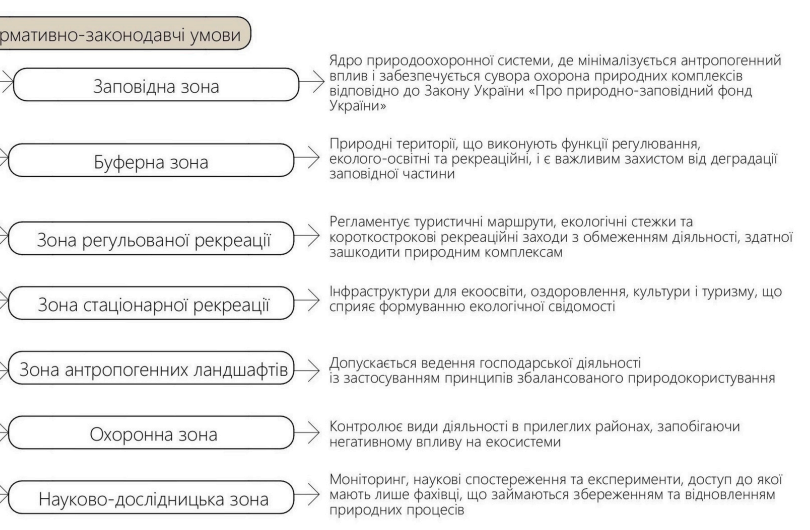 рмативно-законодавчі умови
Заповідна зона
Ядро природоохоронної системи, де мінімалізується антропогенний
вплив і забезпечується сувора охорона природних комплексів
відповідно до Закону України «Про природно-заповідний фонд
України»
Буферна зона
Природні території, що виконують функції регулювання,
еколого-освітні та рекреаційні, і є важливим захистом від деградації
заповідної частини
Зона регульованої рекреації
Регламентує туристичні маршрути, екологічні стежки та
короткострокові рекреаційні заходи з обмеженням діяльності, здатної
зашкодити природним комплексам
Зона стаціонарної рекреації
Інфраструктури для екоосвіти, оздоровлення, культури і туризму, що
сприяє формуванню екологічної свідомості
Зона антропогенних ландшафтів
Допускається ведення господарської діяльності
із застосуванням принципів збалансованого природокористування
Охоронна зона
Контролює види діяльності в прилеглих районах, запобігаючи
негативному впливу на екосистеми
Науково-дослідницька зона
Моніторинг, наукові спостереження та експерименти, доступ до якої
мають лише фахівці, що займаються збереженням та відновленням
природних процесів